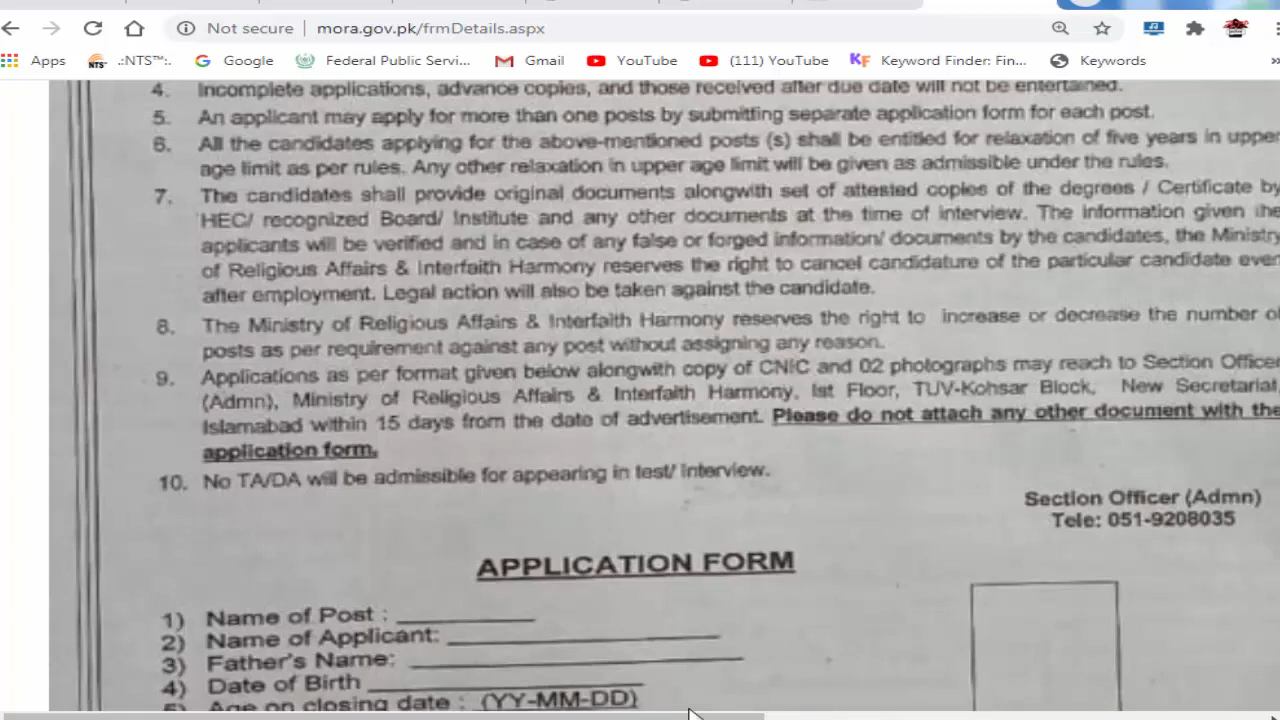 Not secure | mora.gov.pk/frmDetails.aspx
Apps .:NTS™:. Google Federal Public Servi... Gmail YouTube (111) YouTube Keyword Finder: Fin... Keywords »
4. Incomplete applications, advance copies, and those received after due date will not be entertained.
5. An applicant may apply for more than one posts by submitting separate application form for each post.
6. All the candidates applying for the above-mentioned posts (s) shall be entitled for relaxation of five years in upper
age limit as per rules. Any other relaxation in upper age limit will be given as admissible under the rules.
7. The candidates shall provide original documents alongwith set of attested copies of the degrees / Certificate by
HEC/ recognized Board/ Institute and any other documents at the time of interview. The information given the
applicants will be verified and in case of any false or forged information/ documents by the candidates, the Ministry
of Religious Affairs & Interfaith Harmony reserves the right to cancel candidature of the particular candidate even
after employment. Legal action will also be taken against the candidate.
8. The Ministry of Religious Affairs & Interfaith Harmony reserves the right to increase or decrease the number of
posts as per requirement against any post without assigning any reason.
9. Applications as per format given below alongwith copy of CNIC and 02 photographs may reach to Section Officer
(Admn), Ministry of Religious Affairs & Interfaith Harmony, Ist Floor, TUV-Kohsar Block, New Secretariat,
Islamabad within 15 days from the date of advertisement. Please do not attach any other document with the
application form.
10. No TA/DA will be admissible for appearing in test/ Interview.
Section Officer (Admn)
Tele: 051-9208035
APPLICATION FORM
1) Name of Post :
2) Name of Applicant:
3) Father's Name:
4) Date of Birth
5) Age on closing date : (YY-MM-DD)